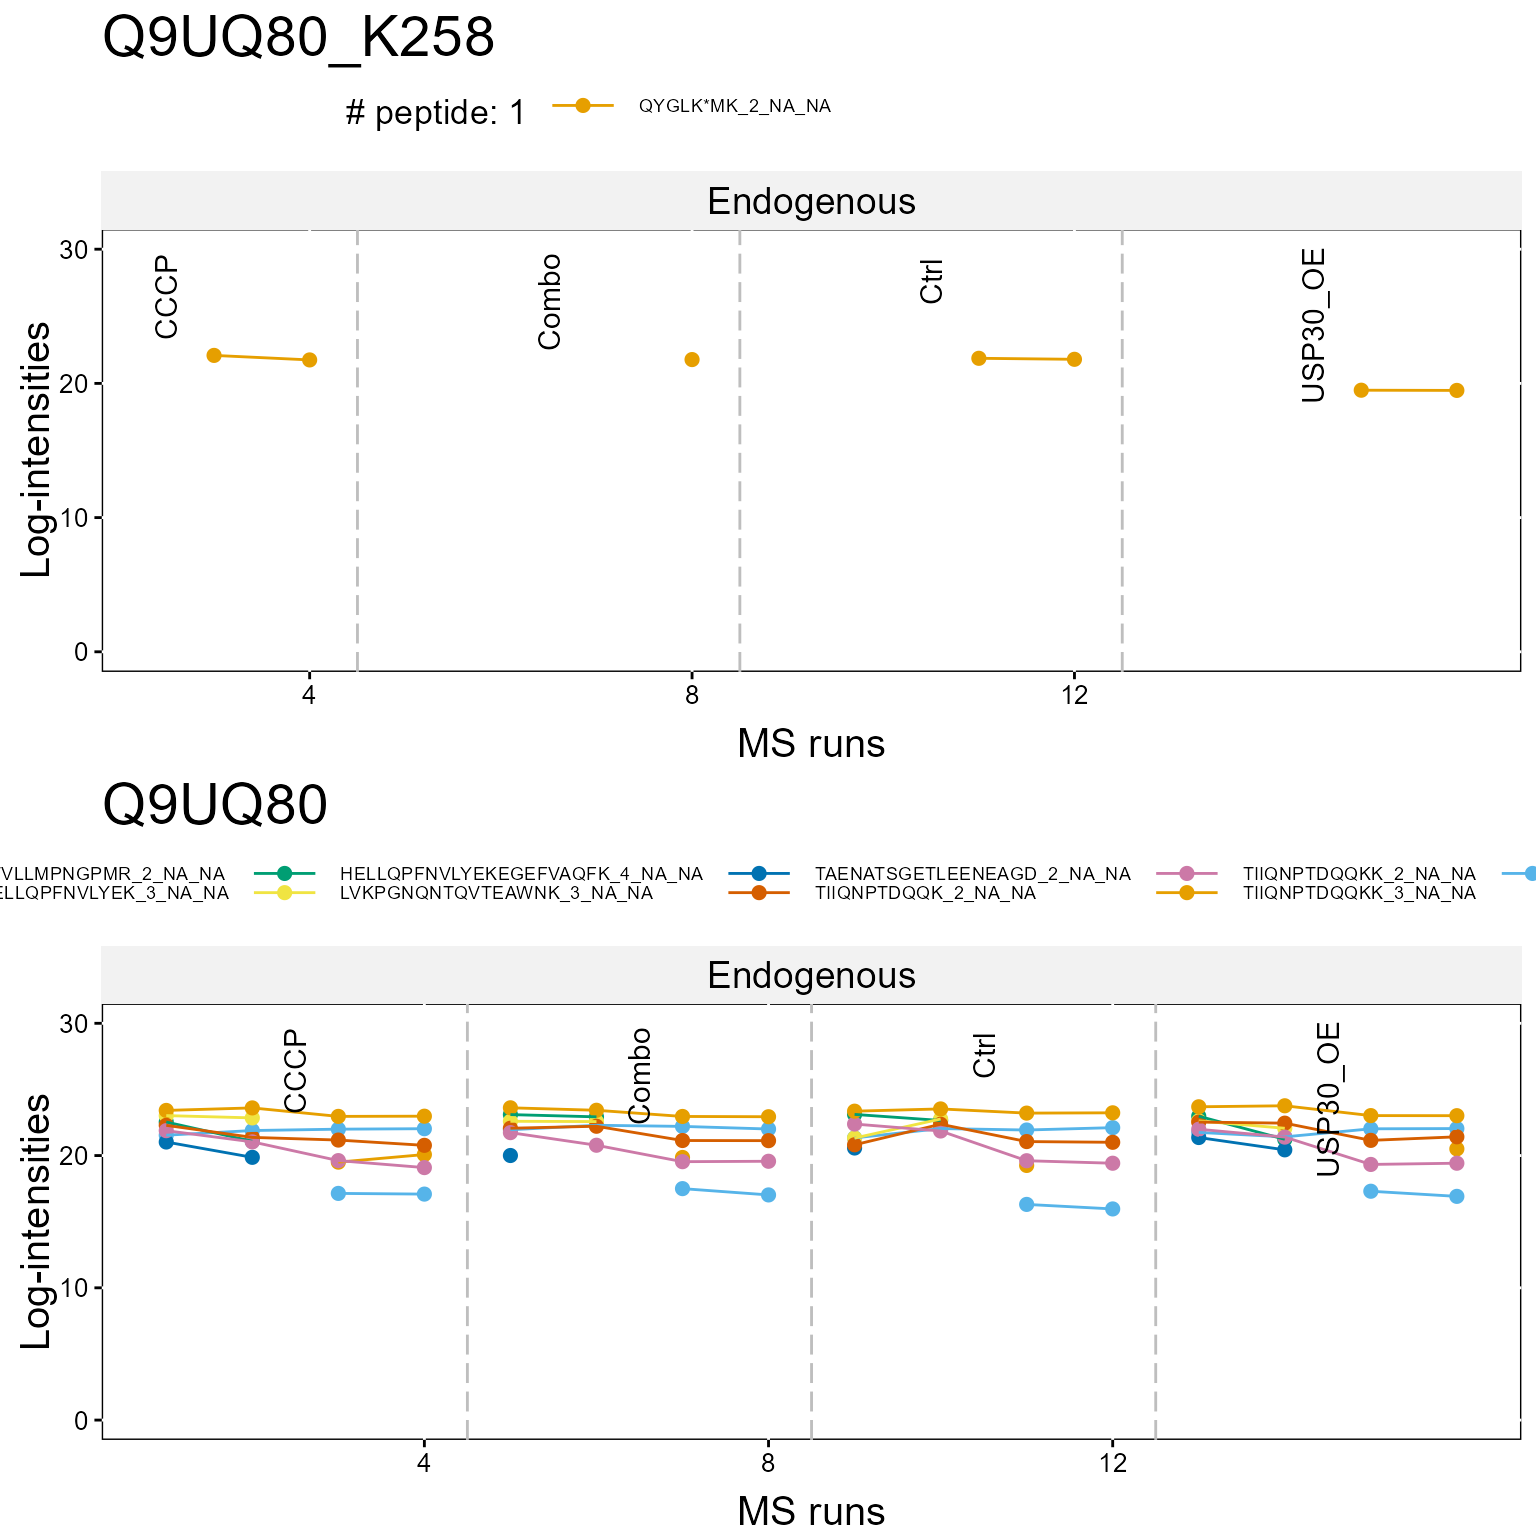 Q9UQ80_K258
# peptide: 1 QYGLK*MK_2_NA_NA
Endogenous
30
20
10
0
CCCP
Combo
Ctrl
USP30_OE
Log-intensities
4 8 12
MS runs
Q9UQ80
VLLMPNGPMR_2_NA_NA HELLQPFNVLYEKEGEFVAQFK_4_NA_NA TAENATSGETLEENEAGD_2_NA_NA TIIQNPTDQQKK_2_NA_NA
ELLQPFNVLYEK_3_NA_NA LVKPGNQNTQVTEAWNK_3_NA_NA TIIQNPTDQQK_2_NA_NA TIIQNPTDQQKK_3_NA_NA
Endogenous
30
20
10
0
CCCP
Combo
Ctrl
USP30_OE
Log-intensities
4 8 12
MS runs